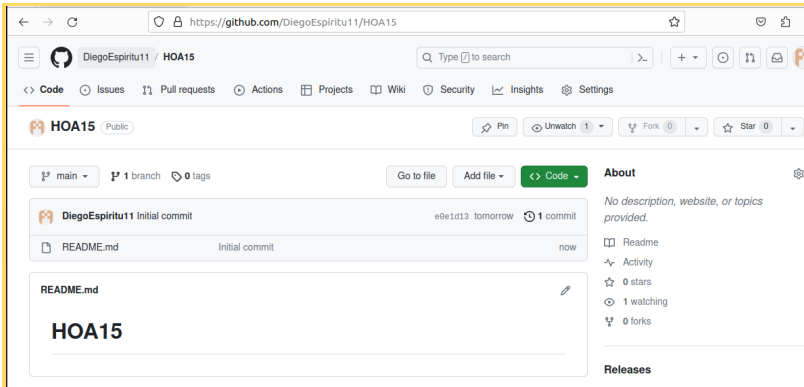 https://github.com/DiegoEspiritu11/HOA15
DiegoEspiritu11 / HOA15
Type / to search
Code Issues Pull requests Actions Projects Wiki Security Insights Settings
HOA15 Public Pin Unwatch 1 Fork 0 Star 0
main 1 branch 0 tags Go to file Add file Code
DiegoEspiritu11 Initial commit e0e1d13 tomorrow 1 commit
README.md Initial commit now
README.md
HOA15
About
No description, website, or topics
provided.
Readme
Activity
0 stars
1 watching
0 forks
Releases